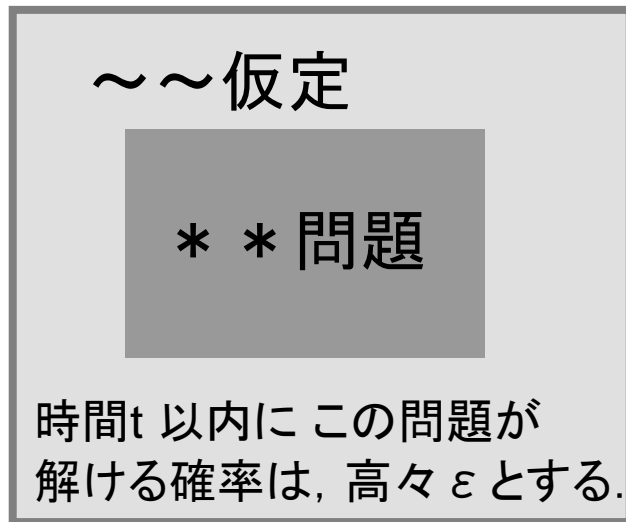 ～～仮定
＊＊問題
時間t 以内に この問題が
解ける確率は, 高々 ε とする.